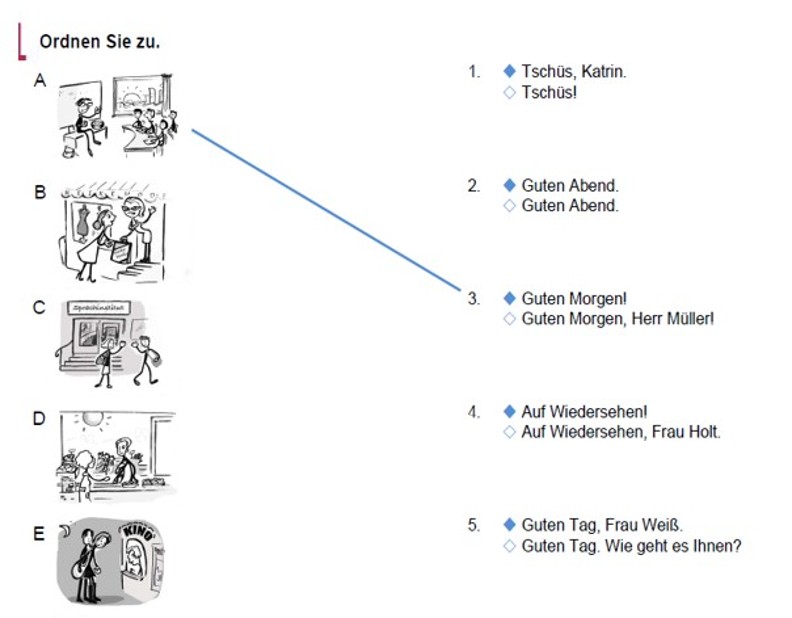 Ordnen Sie zu.
A
B
C
Sprachinstitut
D
E
KINO
1. Tschüs, Katrin.
Tschüs!
2. Guten Abend.
Guten Abend.
3. Guten Morgen!
Guten Morgen, Herr Müller!
4. Auf Wiedersehen!
Auf Wiedersehen, Frau Holt.
5. Guten Tag, Frau Weiß.
Guten Tag. Wie geht es Ihnen?